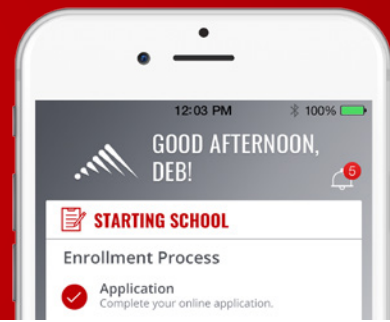 12:03 PM 100%
GOOD AFTERNOON,
DEB!
5
STARTING SCHOOL
Enrollment Process
Application
Complete your online application.